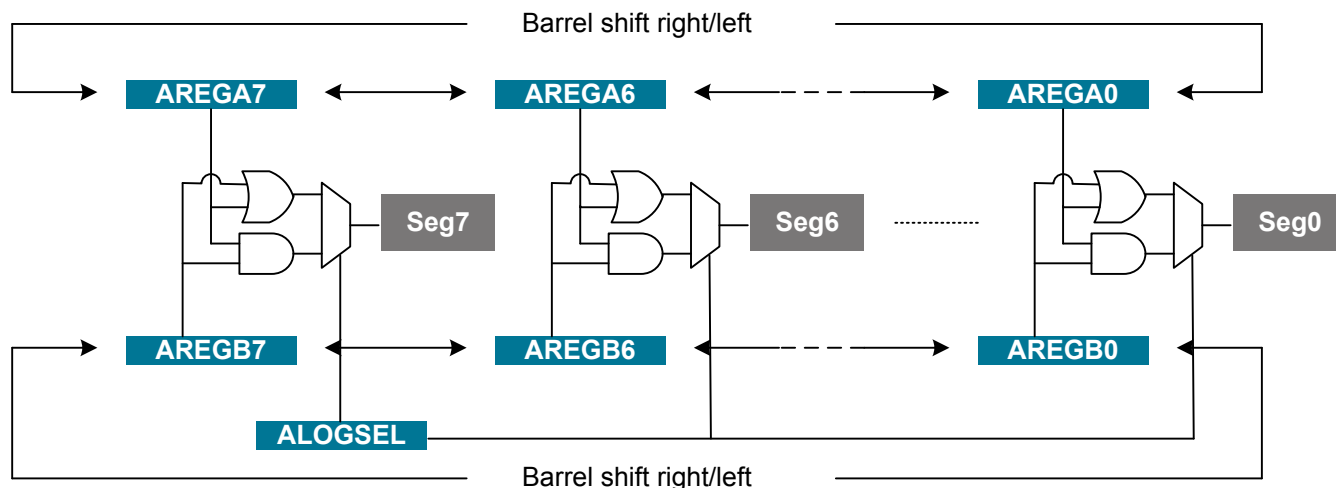 Barrel shift right/left
AREGA7
AREGA6
AREGA0
Seg7
Seg6
Seg0
AREGB7
AREGB6
AREGB0
ALOGSEL
Barrel shift right/left